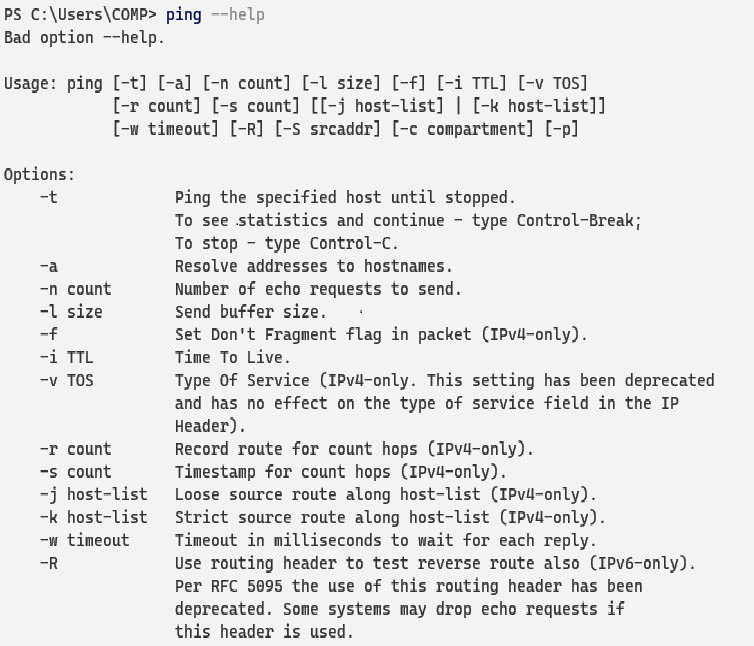 PS C:\Users\COMP> ping --help
Bad option --help.
Usage: ping [-t] [-a] [-n count] [-l size] [-f] [-i TTL] [-v TOS]
            [-r count] [-s count] [[-j host-list] | [-k host-list]]
            [-w timeout] [-R] [-S srcaddr] [-c compartment] [-p]
Options:
    -t             Ping the specified host until stopped.
                   To see statistics and continue - type Control-Break;
                   To stop - type Control-C.
    -a             Resolve addresses to hostnames.
    -n count       Number of echo requests to send.
    -l size        Send buffer size.
    -f             Set Don't Fragment flag in packet (IPv4-only).
    -i TTL         Time To Live.
    -v TOS         Type Of Service (IPv4-only. This setting has been deprecated
                   and has no effect on the type of service field in the IP
                   Header).
    -r count       Record route for count hops (IPv4-only).
    -s count       Timestamp for count hops (IPv4-only).
    -j host-list   Loose source route along host-list (IPv4-only).
    -k host-list   Strict source route along host-list (IPv4-only).
    -w timeout     Timeout in milliseconds to wait for each reply.
    -R             Use routing header to test reverse route also (IPv6-only).
                   Per RFC 5095 the use of this routing header has been
                   deprecated. Some systems may drop echo requests if
                   this header is used.